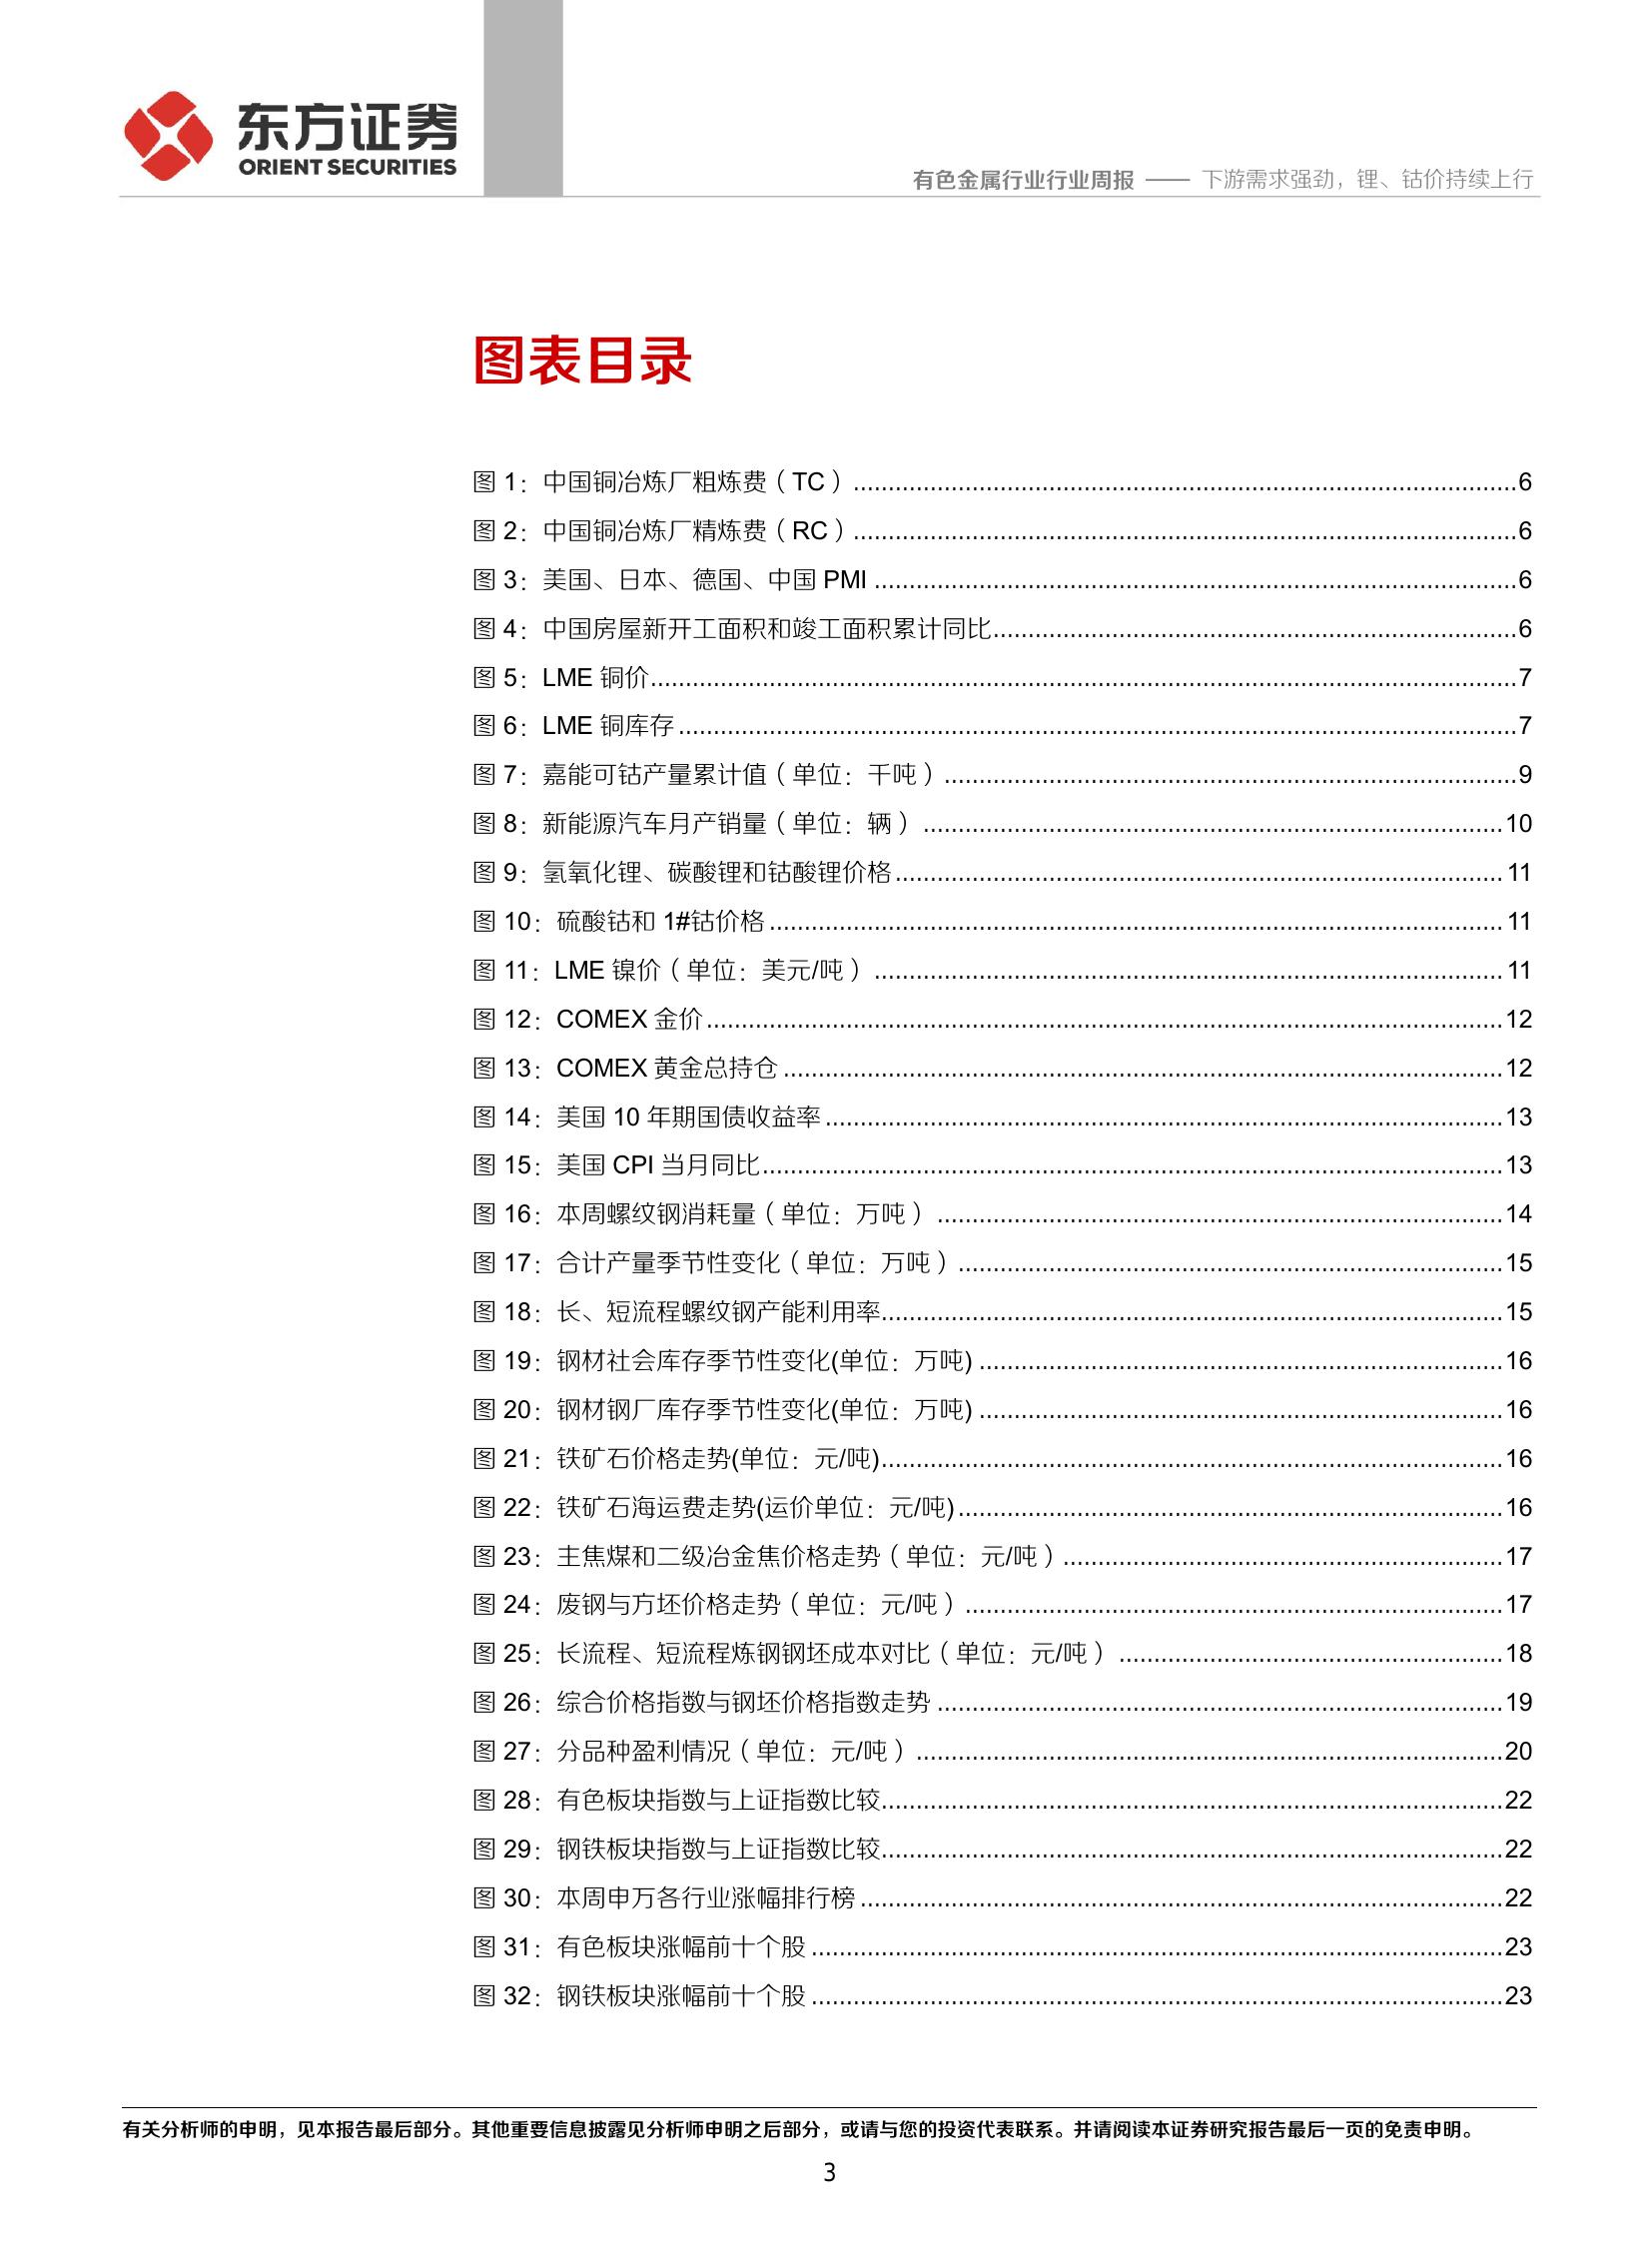 东方证券
ORIENT SECURITIES
有色金属行业行业周报 —— 下游需求强劲，锂、钴价持续上行
图表目录
图 1：中国铜冶炼厂粗炼费（TC）........................................6
图 2：中国铜冶炼厂精炼费（RC）........................................6
图 3：美国、日本、德国、中国 PMI ........................................6
图 4：中国房屋新开工面积和竣工面积累计同比........................................6
图 5：LME 铜价........................................7
图 6：LME 铜库存 ........................................7
图 7：嘉能可钴产量累计值（单位：千吨）........................................9
图 8：新能源汽车月产销量（单位：辆）........................................10
图 9：氢氧化锂、碳酸锂和钴酸锂价格 ........................................11
图 10：硫酸钴和 1#钴价格 ........................................11
图 11：LME 镍价（单位：美元/吨）........................................11
图 12：COMEX 金价........................................12
图 13：COMEX 黄金总持仓 ........................................12
图 14：美国 10 年期国债收益率 ........................................13
图 15：美国 CPI 当月同比........................................13
图 16：本周螺纹钢消耗量（单位：万吨）........................................14
图 17：合计产量季节性变化（单位：万吨）........................................15
图 18：长、短流程螺纹钢产能利用率........................................15
图 19：钢材社会库存季节性变化(单位：万吨) ........................................16
图 20：钢材钢厂库存季节性变化(单位：万吨) ........................................16
图 21：铁矿石价格走势(单位：元/吨)........................................16
图 22：铁矿石海运费走势(运价单位：元/吨)........................................16
图 23：主焦煤和二级冶金焦价格走势（单位：元/吨）........................................17
图 24：废钢与方坯价格走势（单位：元/吨）........................................17
图 25：长流程、短流程炼钢钢坯成本对比（单位：元/吨）........................................18
图 26：综合价格指数与钢坯价格指数走势 ........................................19
图 27：分品种盈利情况（单位：元/吨）........................................20
图 28：有色板块指数与上证指数比较........................................22
图 29：钢铁板块指数与上证指数比较........................................22
图 30：本周申万各行业涨幅排行榜 ........................................22
图 31：有色板块涨幅前十个股 ........................................23
图 32：钢铁板块涨幅前十个股 ........................................23
有关分析师的申明，见本报告最后部分。其他重要信息披露见分析师申明之后部分，或请与您的投资代表联系。并请阅读本证券研究报告最后一页的免责申明。
3